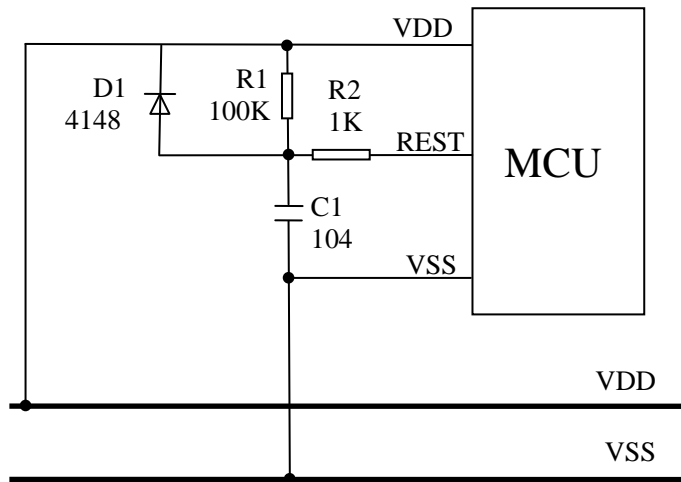 VDD
D1
4148
R1
100K
R2
1K
REST
MCU
C1
104
VSS
VDD
VSS